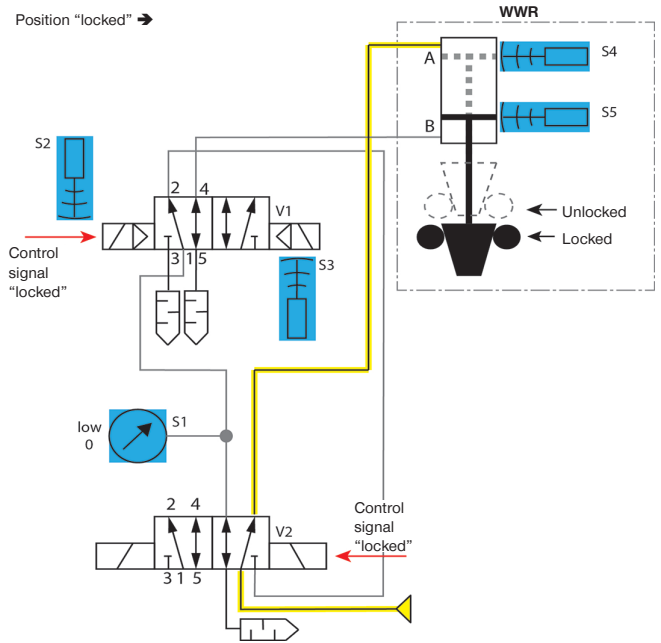 Position “locked” ➔
WWR
A
S4
B
S5
S2
2 4
V1
Control
signal
“locked”
3 1 5
S3
Unlocked
Locked
low
0
S1
2 4
V2
3 1 5
Control
signal
“locked”